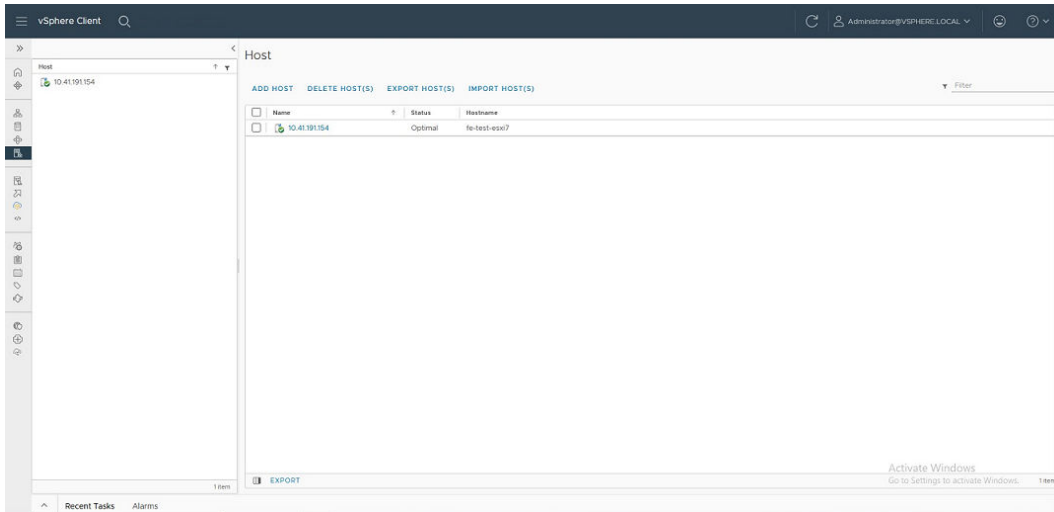 vSphere Client
Administrator@VSPHERE.LOCAL
Host
10.41.191.154
1 item
Host
ADD HOST DELETE HOST(S) EXPORT HOST(S) IMPORT HOST(S)
Filter
Name Status Hostname
10.41.191.154 Optimal fe-test-esxi7
EXPORT
Activate Windows
Go to Settings to activate Windows.
1 item
Recent Tasks Alarms